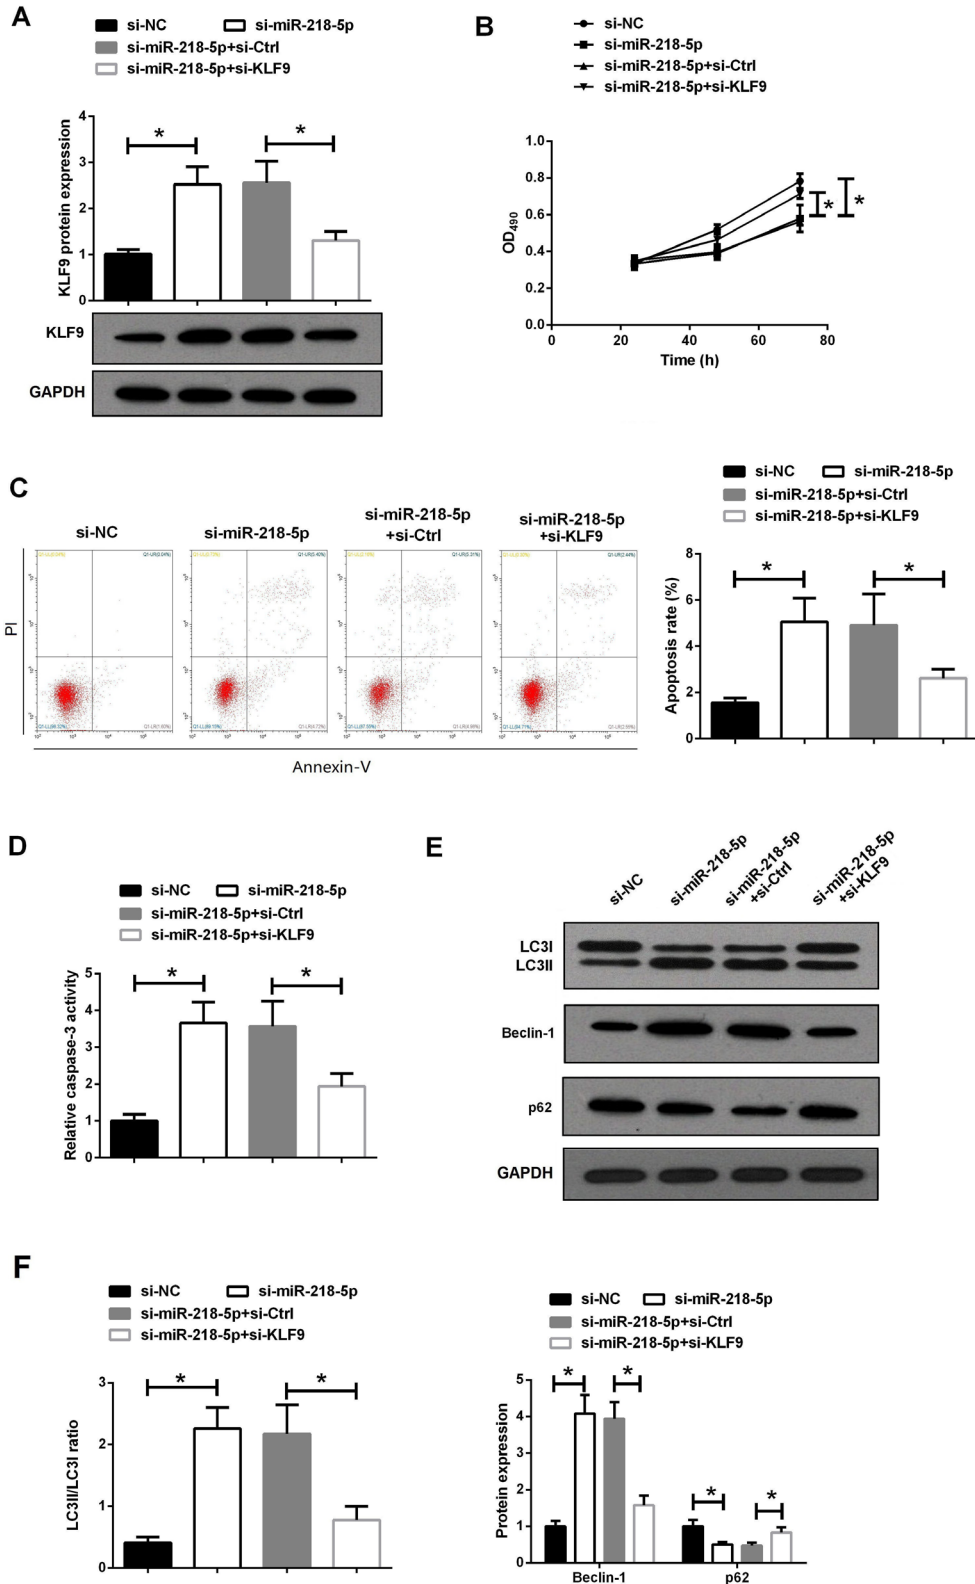 A
si-NC
si-miR-218-5p
si-miR-218-5p+si-Ctrl
si-miR-218-5p+si-KLF9
KLF9 protein expression
4
3
2
1
0
*
*
KLF9
GAPDH
B
si-NC
si-miR-218-5p
si-miR-218-5p+si-Ctrl
si-miR-218-5p+si-KLF9
OD490
1.0
0.8
0.6
0.4
0.2
0.0
*
*
0 20 40 60 80
Time (h)
C
si-NC
si-miR-218-5p
si-miR-218-5p
+si-Ctrl
si-miR-218-5p
+si-KLF9
PI
Annexin-V
si-NC
si-miR-218-5p
si-miR-218-5p+si-Ctrl
si-miR-218-5p+si-KLF9
Apoptosis rate (%)
8
6
4
2
0
*
*
D
si-NC
si-miR-218-5p
si-miR-218-5p+si-Ctrl
si-miR-218-5p+si-KLF9
Relative caspase-3 activity
5
4
3
2
1
0
*
*
E
si-NC
si-miR-218-5p
si-miR-218-5p
+si-Ctrl
si-miR-218-5p
+si-KLF9
LC3I
LC3II
Beclin-1
p62
GAPDH
F
si-NC
si-miR-218-5p
si-miR-218-5p+si-Ctrl
si-miR-218-5p+si-KLF9
LC3II/LC3I ratio
3
2
1
0
*
*
si-NC
si-miR-218-5p
si-miR-218-5p+si-Ctrl
si-miR-218-5p+si-KLF9
Protein expression
5
4
3
2
1
0
*
*
*
*
Beclin-1
p62